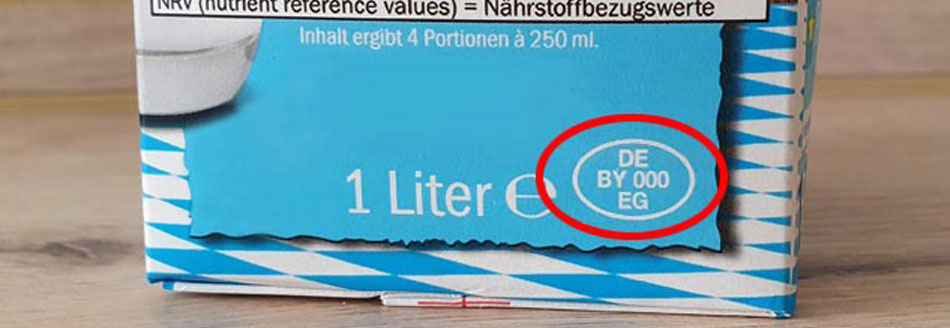 NRV (nutrient reference values) = Nährstoffbezugswerte
Inhalt ergibt 4 Portionen à 250 ml.
1 Liter ℮
DE
BY 000
EG